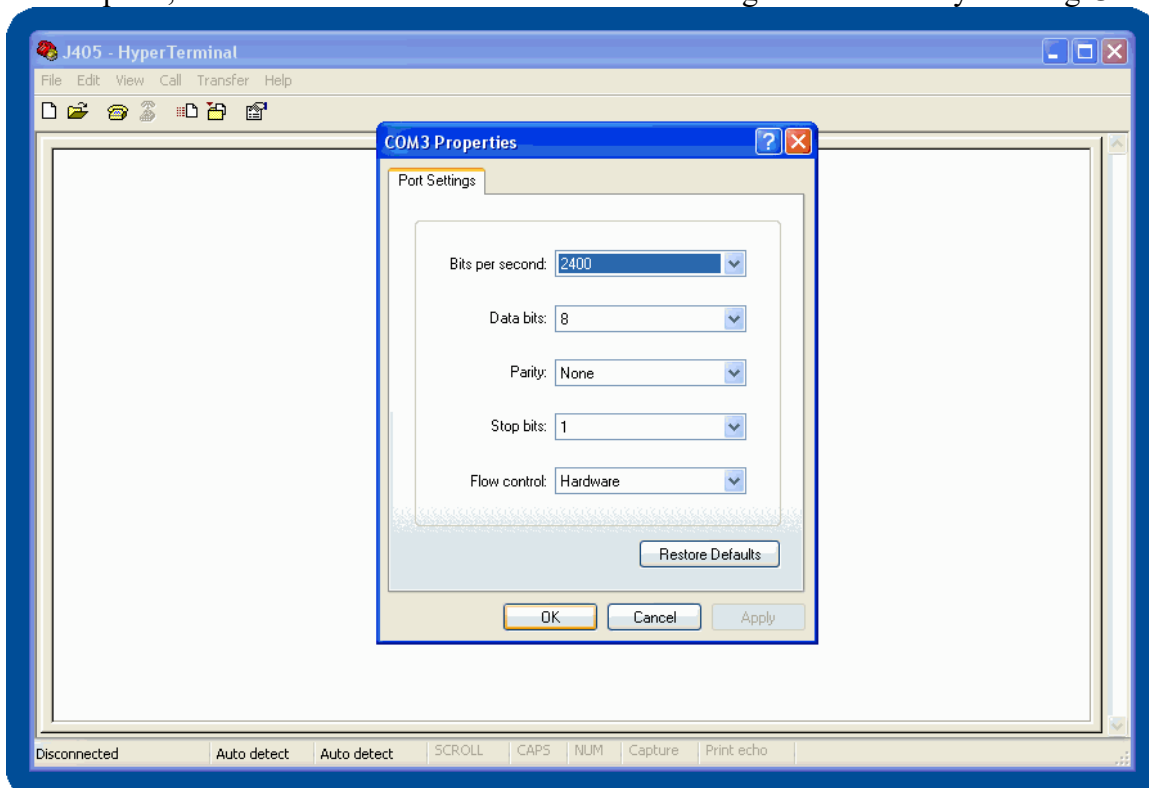 J405 - HyperTerminal
File Edit View Call Transfer Help
COM3 Properties
Port Settings
Bits per second: 2400
Data bits: 8
Parity: None
Stop bits: 1
Flow control: Hardware
Restore Defaults
OK Cancel Apply
Disconnected Auto detect Auto detect SCROLL CAPS NUM Capture Print echo